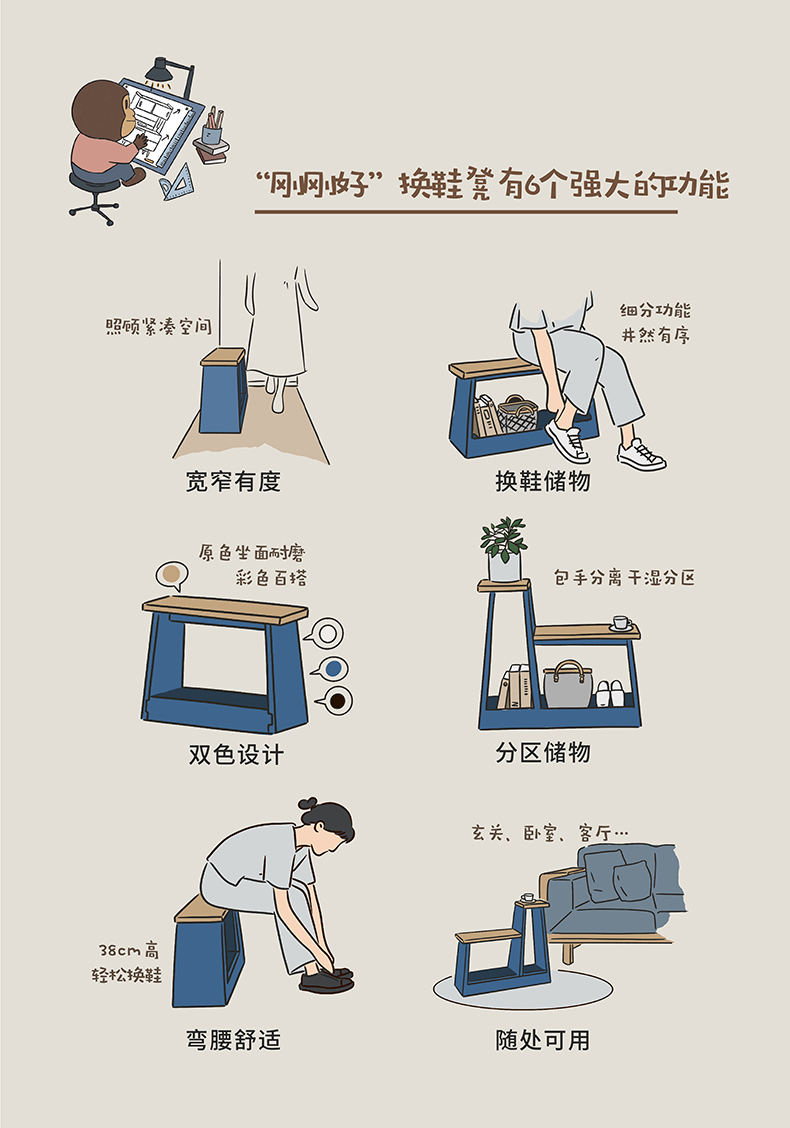 “刚刚好”换鞋凳有6个强大的功能
照顾紧凑空间
宽窄有度
细分功能
井然有序
换鞋储物
原色坐面耐磨
彩色百搭
双色设计
包手分离 干湿分区
分区储物
38cm高
轻松换鞋
弯腰舒适
玄关、卧室、客厅…
随处可用